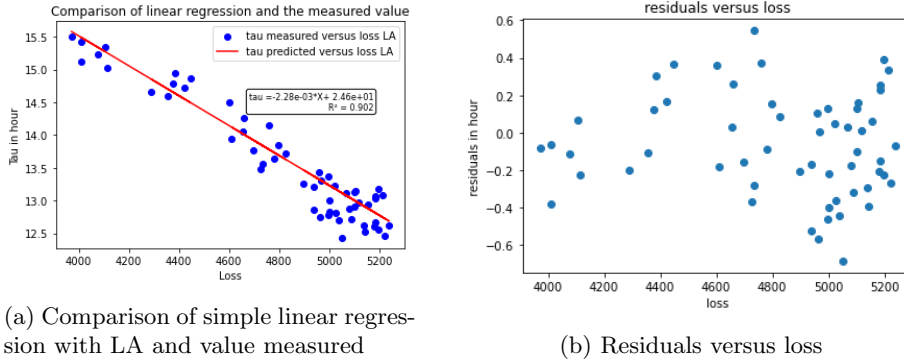 Comparison of linear regression and the measured value
15.5
15.0
14.5
14.0
13.5
13.0
12.5
Tau in hour
tau measured versus loss LA
tau predicted versus loss LA
tau =-2.28e-03*X+ 2.46e+01
R² = 0.902
4000 4200 4400 4600 4800 5000 5200
Loss
(a) Comparison of simple linear regres-
sion with LA and value measured
residuals versus loss
0.6
0.4
0.2
0.0
−0.2
−0.4
−0.6
residuals in hour
4000 4200 4400 4600 4800 5000 5200
loss
(b) Residuals versus loss